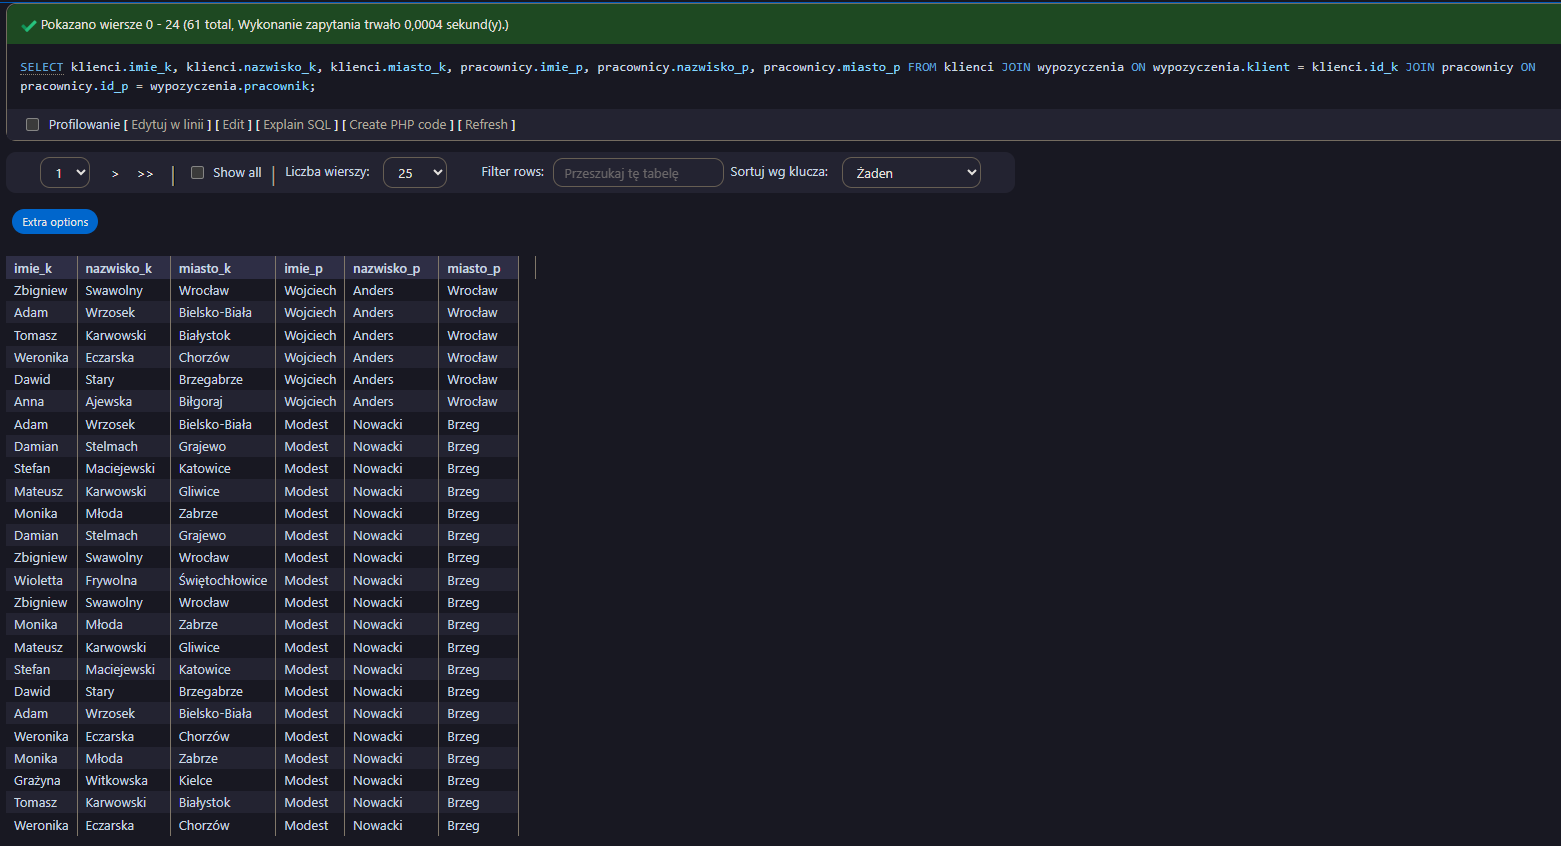 Pokazano wiersze 0 - 24 (61 total, Wykonanie zapytania trwało 0,0004 sekund(y).)
SELECT klienci.imie_k, klienci.nazwisko_k, klienci.miasto_k, pracownicy.imie_p, pracownicy.nazwisko_p, pracownicy.miasto_p FROM klienci JOIN wypozyczenia ON wypozyczenia.klient = klienci.id_k JOIN pracownicy ON
pracownicy.id_p = wypozyczenia.pracownik;
Profilowanie [ Edytuj w linii ] [ Edit ] [ Explain SQL ] [ Create PHP code ] [ Refresh ]
1 > >> | Show all | Liczba wierszy: 25 Filter rows: Przeszukaj tę tabelę Sortuj wg klucza: Żaden
Extra options
imie_k nazwisko_k miasto_k imie_p nazwisko_p miasto_p
Zbigniew Swawolny Wrocław Wojciech Anders Wrocław
Adam Wrzosek Bielsko-Biała Wojciech Anders Wrocław
Tomasz Karwowski Białystok Wojciech Anders Wrocław
Weronika Eczarska Chorzów Wojciech Anders Wrocław
Dawid Stary Brzegabrze Wojciech Anders Wrocław
Anna Ajewska Biłgoraj Wojciech Anders Wrocław
Adam Wrzosek Bielsko-Biała Modest Nowacki Brzeg
Damian Stelmach Grajewo Modest Nowacki Brzeg
Stefan Maciejewski Katowice Modest Nowacki Brzeg
Mateusz Karwowski Gliwice Modest Nowacki Brzeg
Monika Młoda Zabrze Modest Nowacki Brzeg
Damian Stelmach Grajewo Modest Nowacki Brzeg
Zbigniew Swawolny Wrocław Modest Nowacki Brzeg
Wioletta Frywolna Świętochłowice Modest Nowacki Brzeg
Zbigniew Swawolny Wrocław Modest Nowacki Brzeg
Monika Młoda Zabrze Modest Nowacki Brzeg
Mateusz Karwowski Gliwice Modest Nowacki Brzeg
Stefan Maciejewski Katowice Modest Nowacki Brzeg
Dawid Stary Brzegabrze Modest Nowacki Brzeg
Adam Wrzosek Bielsko-Biała Modest Nowacki Brzeg
Weronika Eczarska Chorzów Modest Nowacki Brzeg
Monika Młoda Zabrze Modest Nowacki Brzeg
Grażyna Witkowska Kielce Modest Nowacki Brzeg
Tomasz Karwowski Białystok Modest Nowacki Brzeg
Weronika Eczarska Chorzów Modest Nowacki Brzeg